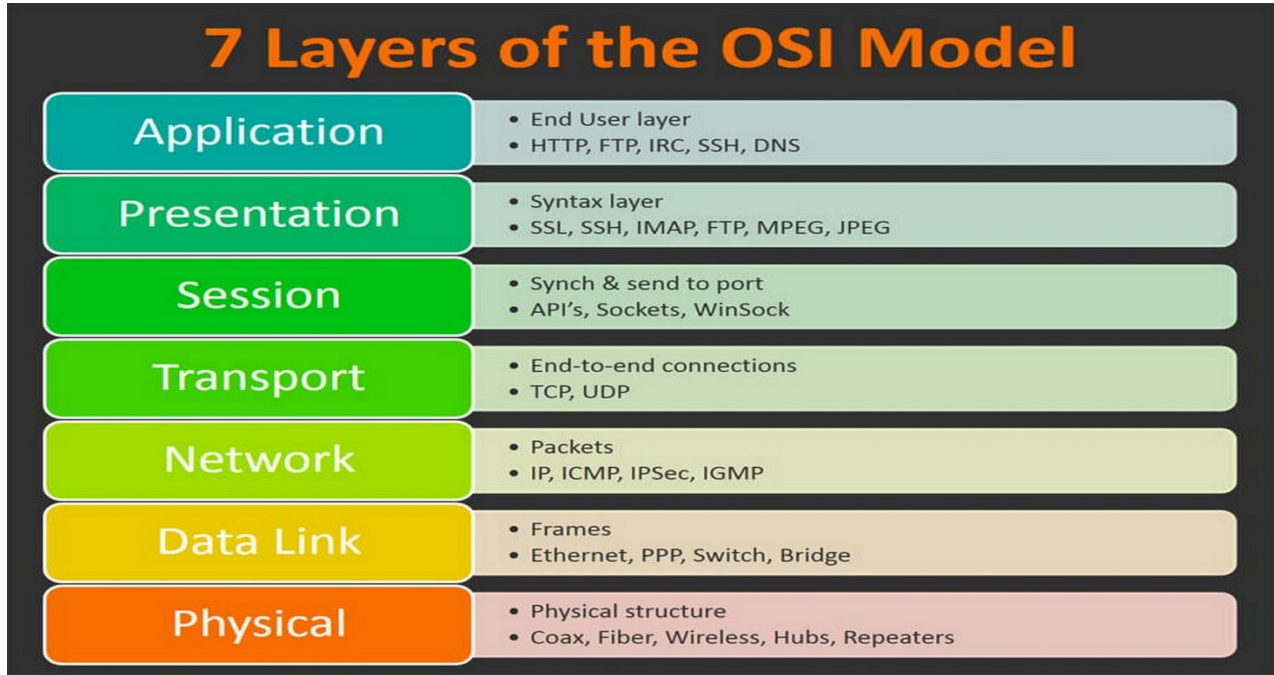 7 Layers of the OSI Model
Application
• End User layer
• HTTP, FTP, IRC, SSH, DNS
Presentation
• Syntax layer
• SSL, SSH, IMAP, FTP, MPEG, JPEG
Session
• Synch & send to port
• API’s, Sockets, WinSock
Transport
• End-to-end connections
• TCP, UDP
Network
• Packets
• IP, ICMP, IPSec, IGMP
Data Link
• Frames
• Ethernet, PPP, Switch, Bridge
Physical
• Physical structure
• Coax, Fiber, Wireless, Hubs, Repeaters